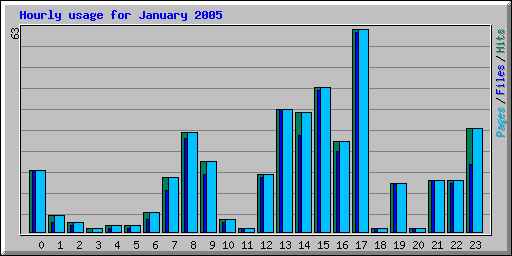 Hourly usage for January 2005
63
Pages / Files / Hits
0 1 2 3 4 5 6 7 8 9 10 11 12 13 14 15 16 17 18 19 20 21 22 23